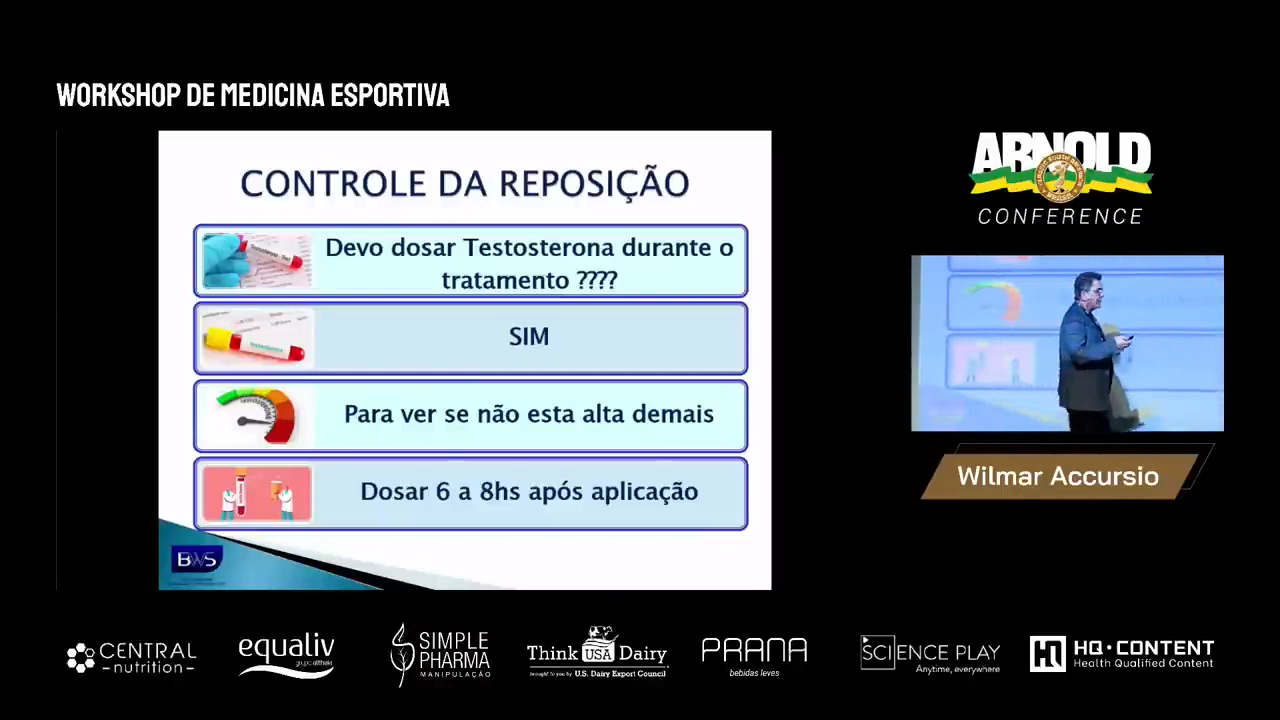 WORKSHOP DE MEDICINA ESPORTIVA
CONTROLE DA REPOSIÇÃO
Devo dosar Testosterona durante o
tratamento ????
SIM
Para ver se não esta alta demais
Dosar 6 a 8hs após aplicação
BWS
ARNOLD
CONFERENCE
Wilmar Accursio
CENTRAL
nutrition
equaliv
SIMPLE
PHARMA
MANIPULAÇÃO
Think USA Dairy
brought to you by U.S. Dairy Export Council
PRANA
bebidas leves
SCIENCE PLAY
Anytime, everywhere
HQ•CONTENT
Health Qualified Content